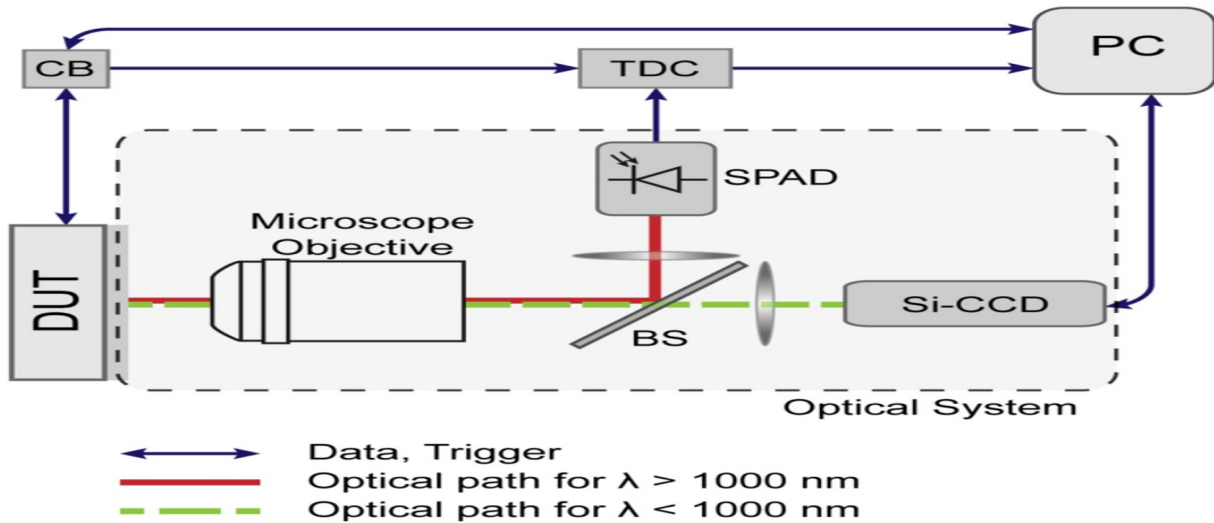 PC
CB
TDC
SPAD
Microscope
Objective
DUT
Si-CCD
BS
Optical System
Data, Trigger
Optical path for λ > 1000 nm
Optical path for λ < 1000 nm